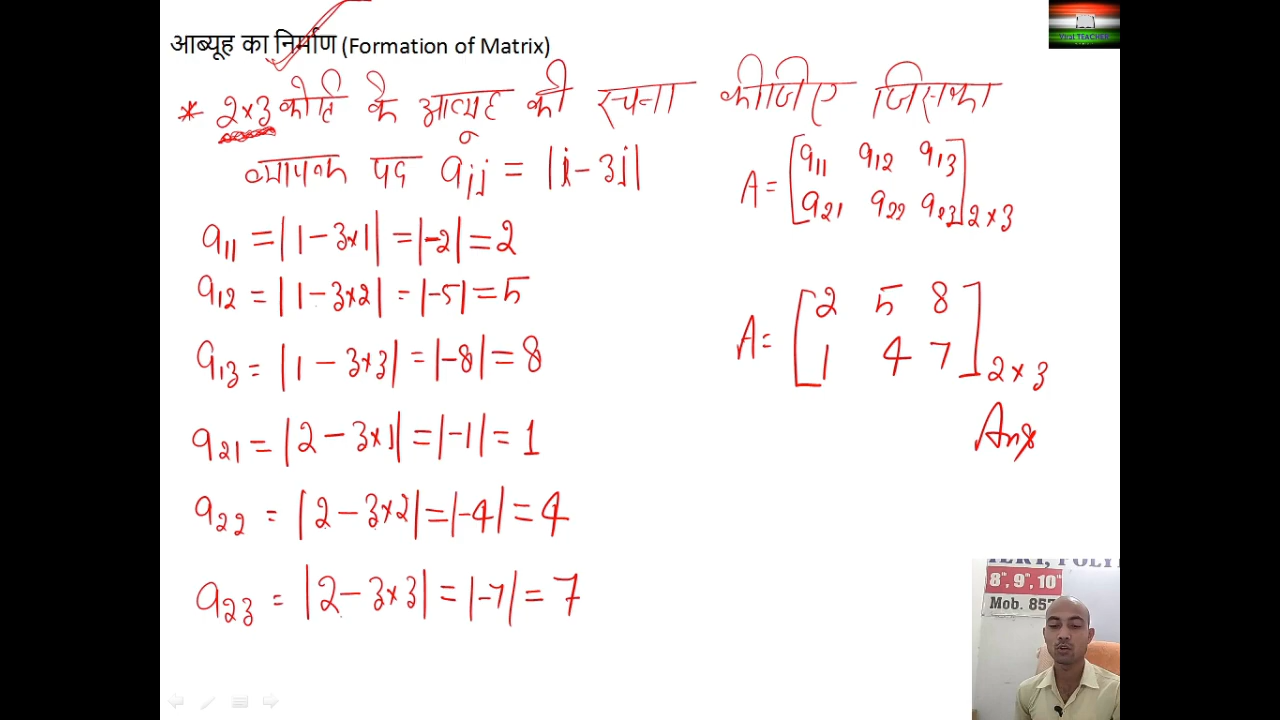 आब्यूह का निर्माण (Formation of Matrix)
* 2×3 कोटि के आव्यूह की रचना कीजिए जिसका
व्यापक पद aij = |i - 3j|
a11 = |1 - 3×1| = |-2| = 2
a12 = |1 - 3×2| = |-5| = 5
a13 = |1 - 3×3| = |-8| = 8
a21 = |2 - 3×1| = |-1| = 1
a22 = |2 - 3×2| = |-4| = 4
a23 = |2 - 3×3| = |-7| = 7
A = [a11 a12 a13
a21 a22 a23] 2×3
A = [2 5 8
1 4 7] 2×3
Ans
TEACHER
8", 9", 10"
Mob. 857